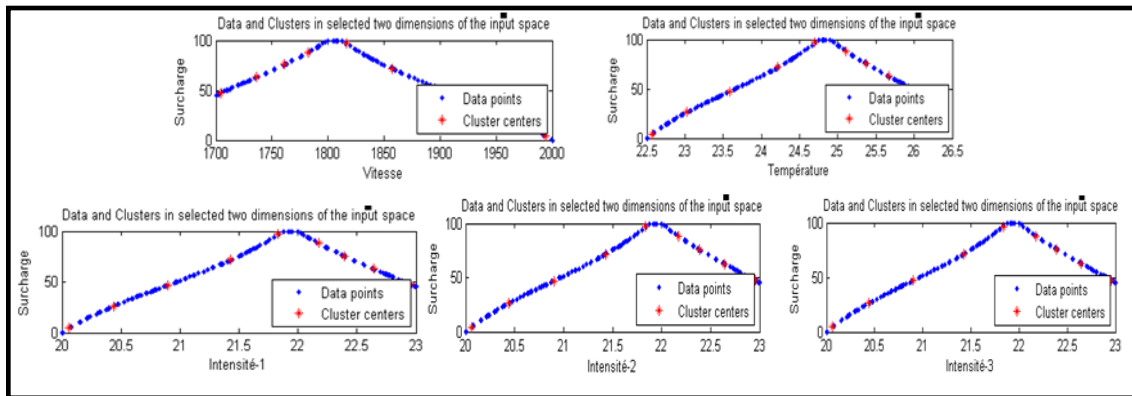 Data and Clusters in selected two dimensions of the input space
Surcharge
100
50
0
1700 1750 1800 1850 1900 1950 2000
Vitesse
Data points
Cluster centers
Data and Clusters in selected two dimensions of the input space
Surcharge
100
50
0
22.5 23 23.5 24 24.5 25 25.5 26 26.5
Température
Data points
Cluster centers
Data and Clusters in selected two dimensions of the input space
Surcharge
100
50
0
20 20.5 21 21.5 22 22.5 23
Intensité-1
Data points
Cluster centers
Data and Clusters in selected two dimensions of the input space
Surcharge
100
50
0
20 20.5 21 21.5 22 22.5 23
Intensité-2
Data points
Cluster centers
Data and Clusters in selected two dimensions of the input space
Surcharge
100
50
0
20 20.5 21 21.5 22 22.5 23
Intensité-3
Data points
Cluster centers